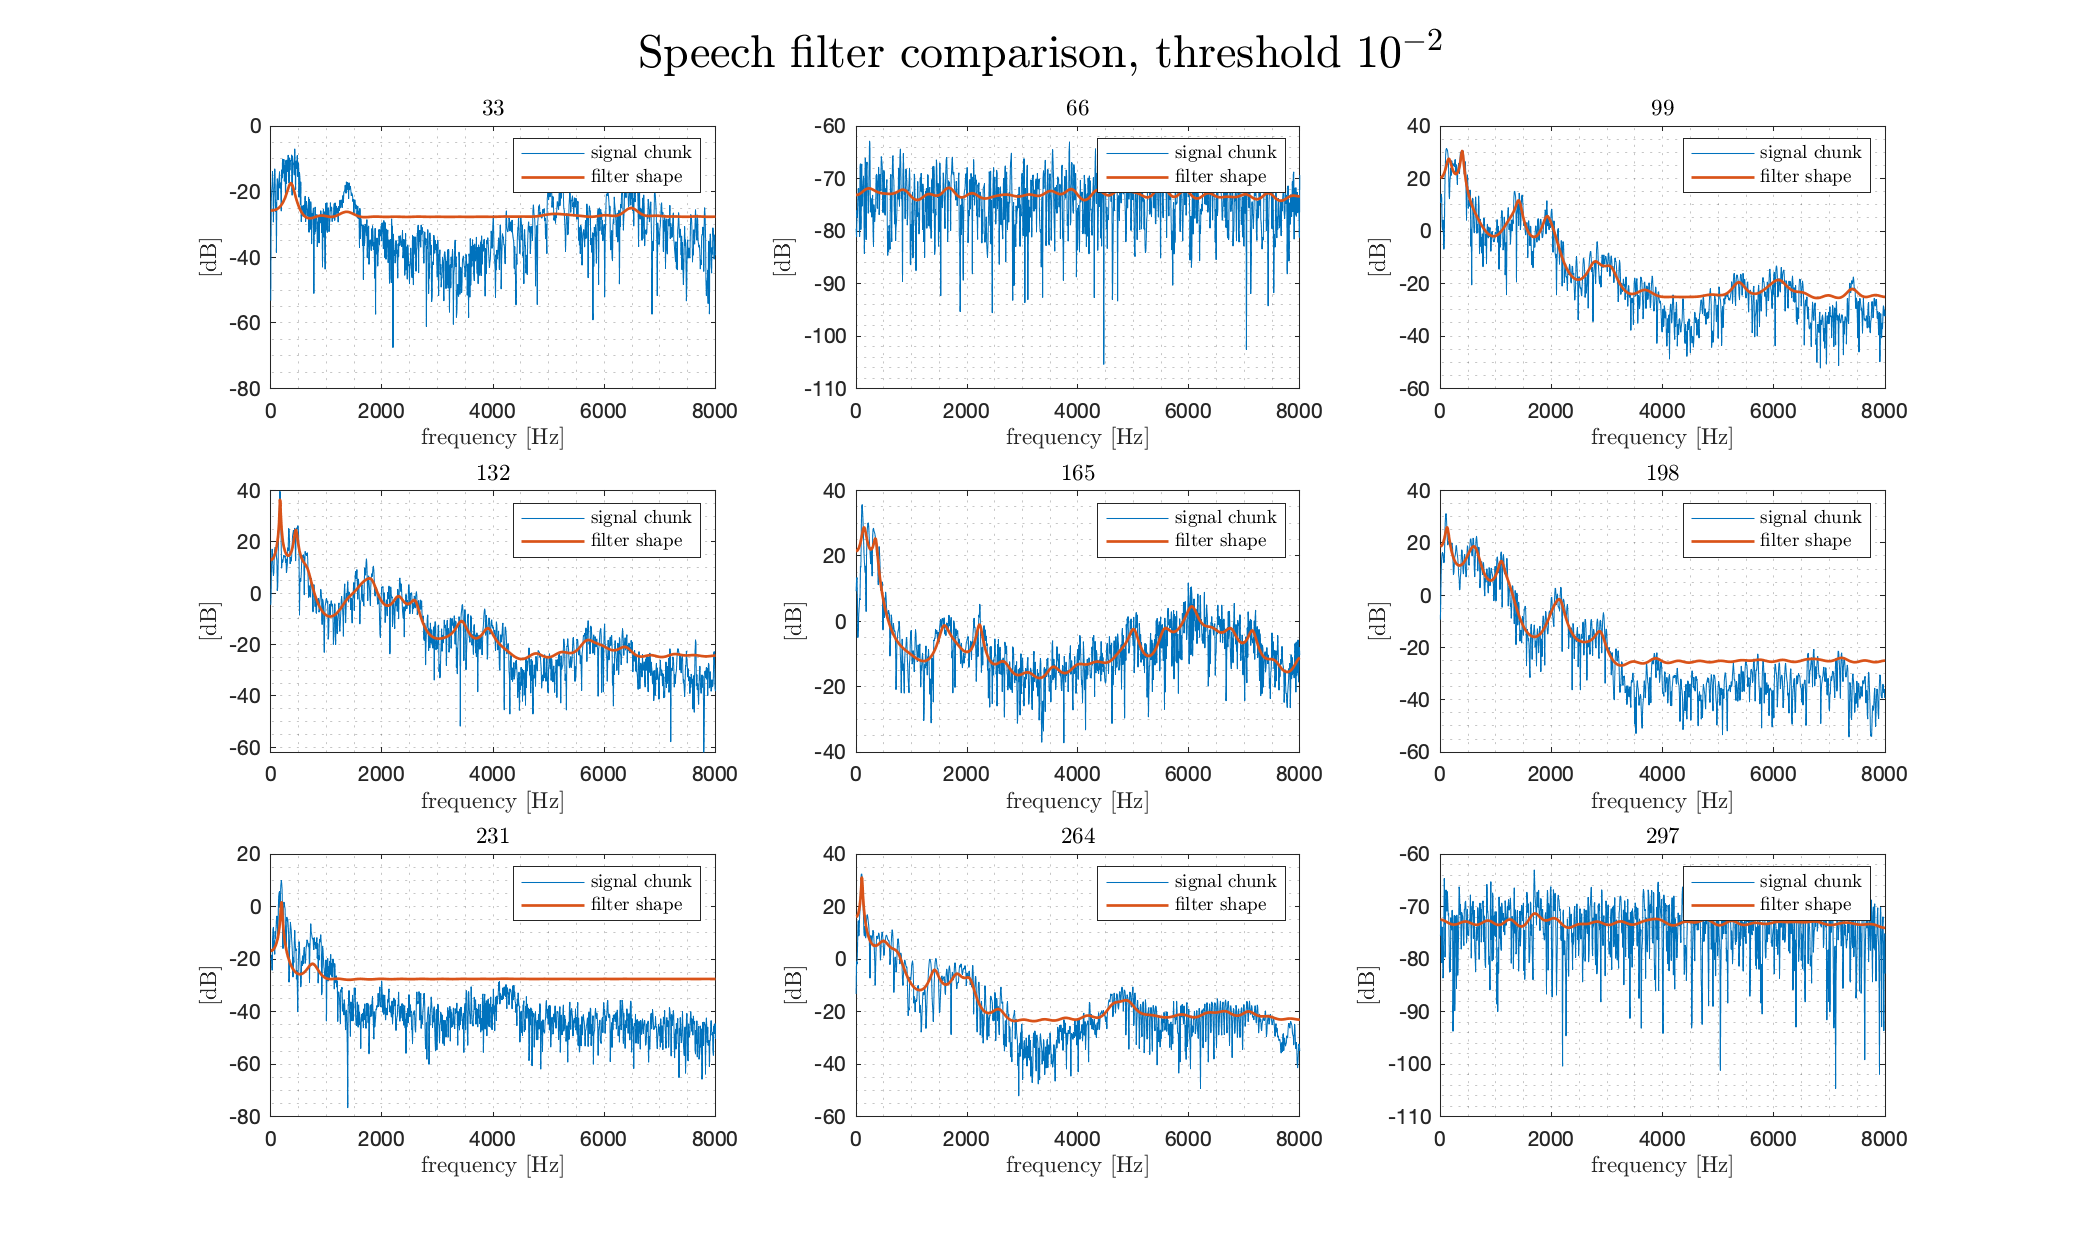 Speech filter comparison, threshold 10⁻²
33
0
-20
-40
-60
-80
[dB]
signal chunk
filter shape
0 2000 4000 6000 8000
frequency [Hz]
66
-60
-70
-80
-90
-100
-110
[dB]
signal chunk
filter shape
0 2000 4000 6000 8000
frequency [Hz]
99
40
20
0
-20
-40
-60
[dB]
signal chunk
filter shape
0 2000 4000 6000 8000
frequency [Hz]
132
40
20
0
-20
-40
-60
[dB]
signal chunk
filter shape
0 2000 4000 6000 8000
frequency [Hz]
165
40
20
0
-20
-40
[dB]
signal chunk
filter shape
0 2000 4000 6000 8000
frequency [Hz]
198
40
20
0
-20
-40
-60
[dB]
signal chunk
filter shape
0 2000 4000 6000 8000
frequency [Hz]
231
20
0
-20
-40
-60
-80
[dB]
signal chunk
filter shape
0 2000 4000 6000 8000
frequency [Hz]
264
40
20
0
-20
-40
-60
[dB]
signal chunk
filter shape
0 2000 4000 6000 8000
frequency [Hz]
297
-60
-70
-80
-90
-100
-110
[dB]
signal chunk
filter shape
0 2000 4000 6000 8000
frequency [Hz]